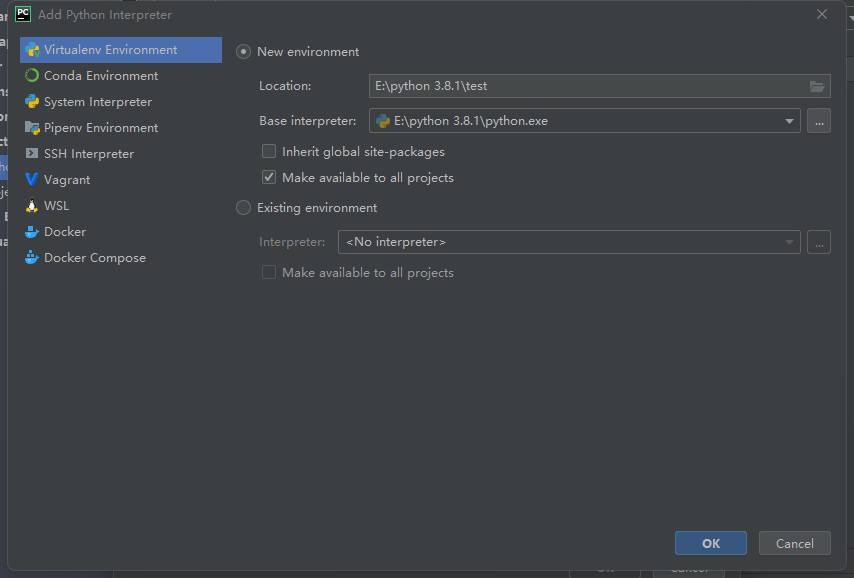 PC
Add Python Interpreter
Virtualenv Environment
Conda Environment
System Interpreter
Pipenv Environment
SSH Interpreter
Vagrant
WSL
Docker
Docker Compose
New environment
Location: E:\python 3.8.1\test
Base interpreter: E:\python 3.8.1\python.exe ...
Inherit global site-packages
Make available to all projects
Existing environment
Interpreter: <No interpreter> ...
Make available to all projects
OK Cancel